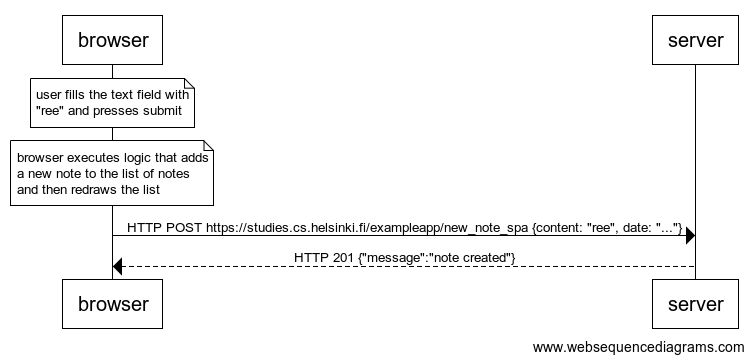 browser
server
user fills the text field with
"ree" and presses submit
browser executes logic that adds
a new note to the list of notes
and then redraws the list
HTTP POST https://studies.cs.helsinki.fi/exampleapp/new_note_spa {content: "ree", date: "..."}
HTTP 201 {"message":"note created"}
browser
server
www.websequencediagrams.com